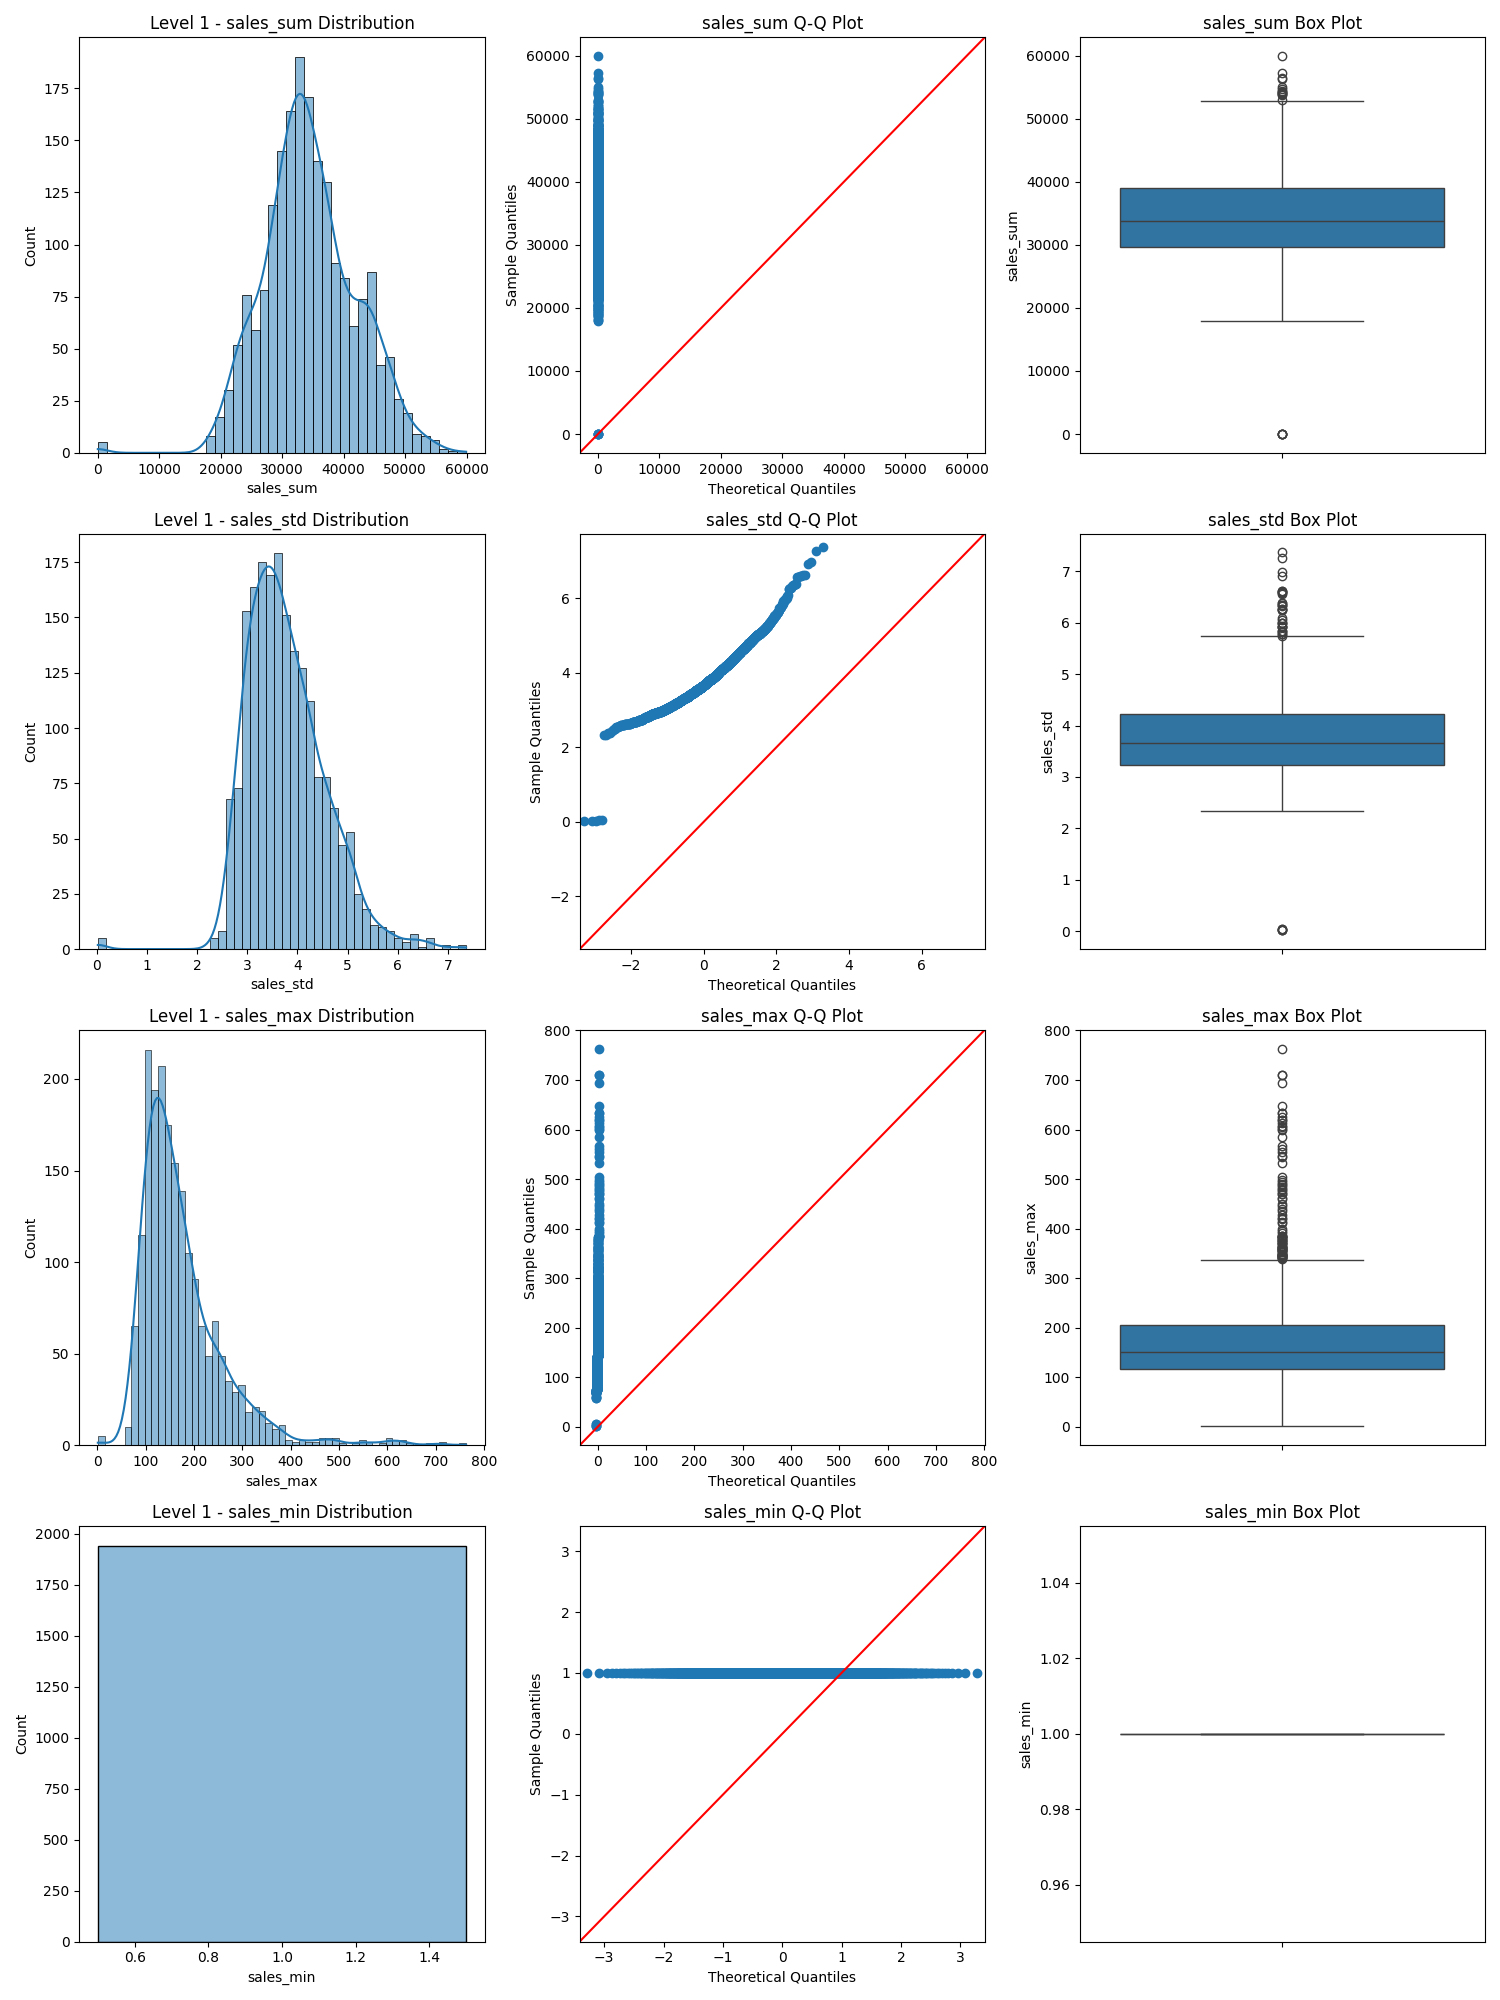 Level 1 - sales_sum Distribution
175
150
125
100
75
50
25
0
Count
0 10000 20000 30000 40000 50000 60000
sales_sum
sales_sum Q-Q Plot
60000
50000
40000
30000
20000
10000
0
Sample Quantiles
0 10000 20000 30000 40000 50000 60000
Theoretical Quantiles
sales_sum Box Plot
60000
50000
40000
30000
20000
10000
0
sales_sum
Level 1 - sales_std Distribution
175
150
125
100
75
50
25
0
Count
0 1 2 3 4 5 6 7
sales_std
sales_std Q-Q Plot
6
4
2
0
−2
Sample Quantiles
−2 0 2 4 6
Theoretical Quantiles
sales_std Box Plot
7
6
5
4
3
2
1
0
sales_std
Level 1 - sales_max Distribution
200
150
100
50
0
Count
0 100 200 300 400 500 600 700 800
sales_max
sales_max Q-Q Plot
800
700
600
500
400
300
200
100
0
Sample Quantiles
0 100 200 300 400 500 600 700 800
Theoretical Quantiles
sales_max Box Plot
800
700
600
500
400
300
200
100
0
sales_max
Level 1 - sales_min Distribution
2000
1750
1500
1250
1000
750
500
250
0
Count
0.6 0.8 1.0 1.2 1.4
sales_min
sales_min Q-Q Plot
3
2
1
0
−1
−2
−3
Sample Quantiles
−3 −2 −1 0 1 2 3
Theoretical Quantiles
sales_min Box Plot
1.04
1.02
1.00
0.98
0.96
sales_min